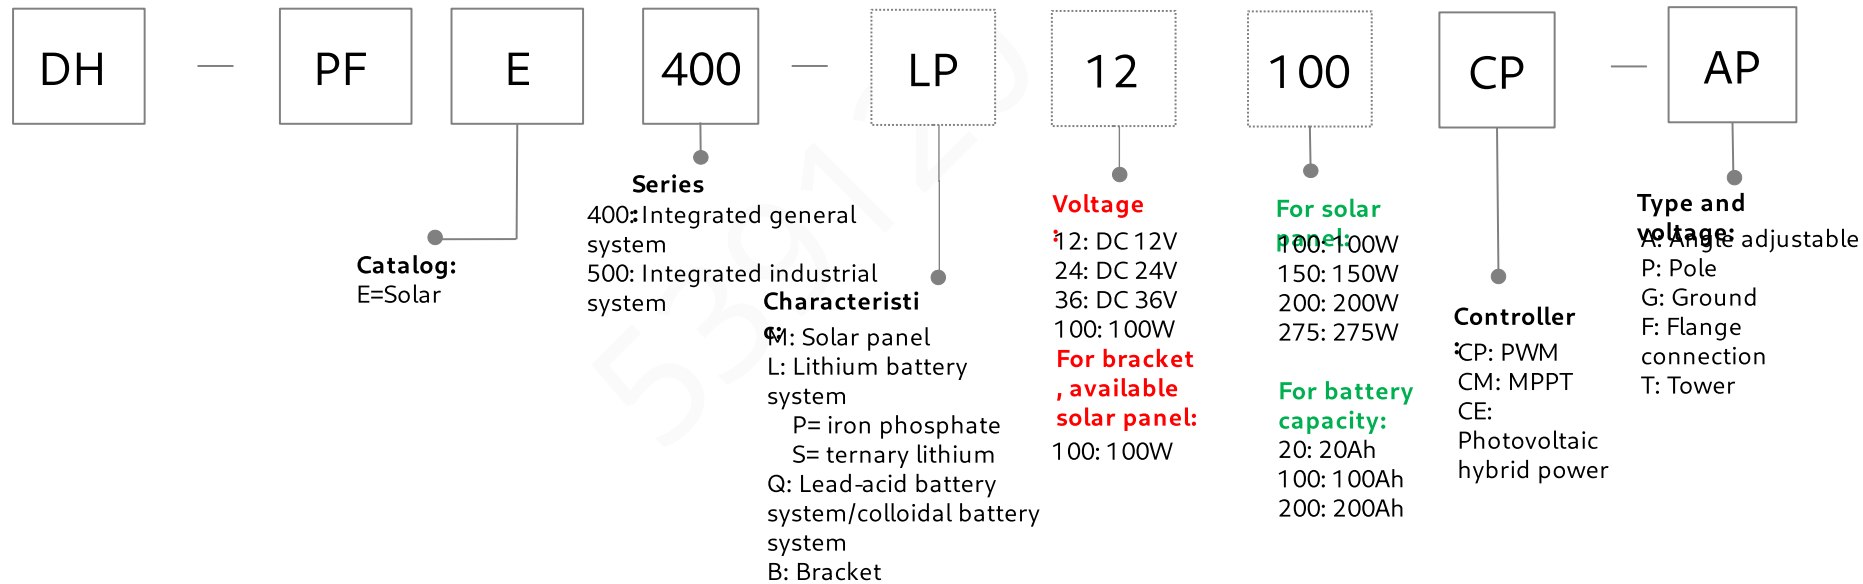 DH — PF E 400 — LP 12 100 CP — AP
Catalog:
E=Solar
Series
:
400: Integrated general
system
500: Integrated industrial
system
Characteristi
c:
M: Solar panel
L: Lithium battery
system
P= iron phosphate
S= ternary lithium
Q: Lead-acid battery
system/colloidal battery
system
B: Bracket
Voltage
:
12: DC 12V
24: DC 24V
36: DC 36V
100: 100W
For bracket
, available
solar panel:
100: 100W
For solar
panel:
100: 100W
150: 150W
200: 200W
275: 275W
For battery
capacity:
20: 20Ah
100: 100Ah
200: 200Ah
Controller
:
CP: PWM
CM: MPPT
CE:
Photovoltaic
hybrid power
Type and
voltage:
A: Angle adjustable
P: Pole
G: Ground
F: Flange
connection
T: Tower
539120